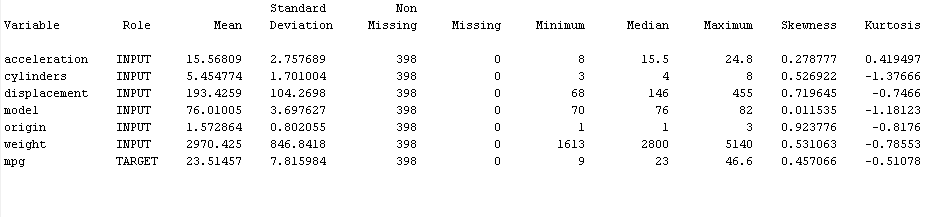 Standard Non
Variable Role Mean Deviation Missing Missing Minimum Median Maximum Skewness Kurtosis
acceleration INPUT 15.56809 2.757689 398 0 8 15.5 24.8 0.278777 0.419497
cylinders INPUT 5.454774 1.701004 398 0 3 4 8 0.526922 -1.37666
displacement INPUT 193.4259 104.2698 398 0 68 146 455 0.719645 -0.7466
model INPUT 76.01005 3.697627 398 0 70 76 82 0.011535 -1.18123
origin INPUT 1.572864 0.802055 398 0 1 1 3 0.923776 -0.8176
weight INPUT 2970.425 846.8418 398 0 1613 2800 5140 0.531063 -0.78553
mpg TARGET 23.51457 7.815984 398 0 9 23 46.6 0.457066 -0.51078